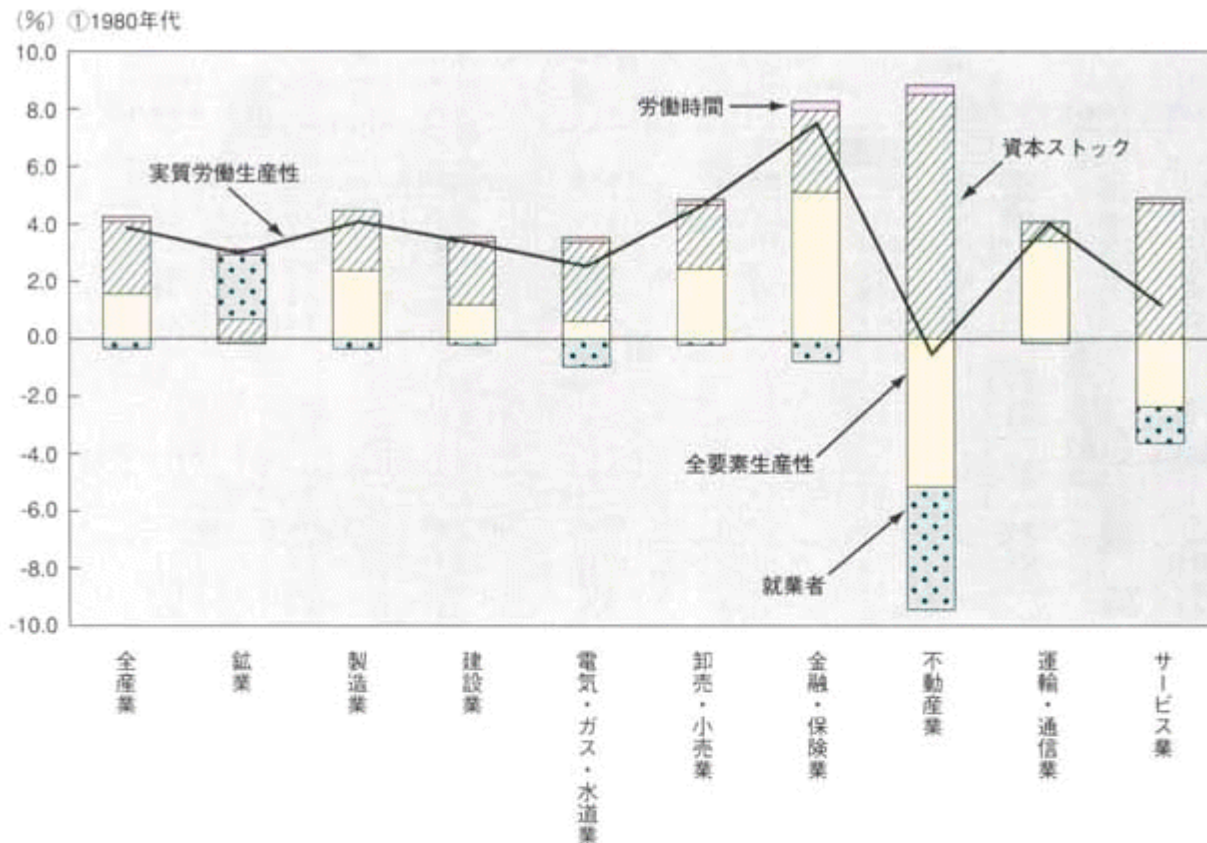 (%) ①1980年代
10.0
8.0
6.0
4.0
2.0
0.0
-2.0
-4.0
-6.0
-8.0
-10.0
労働時間
資本ストック
実質労働生産性
全要素生産性
就業者
全産業
鉱業
製造業
建設業
電気・ガス・水道業
卸売・小売業
金融・保険業
不動産業
運輸・通信業
サービス業